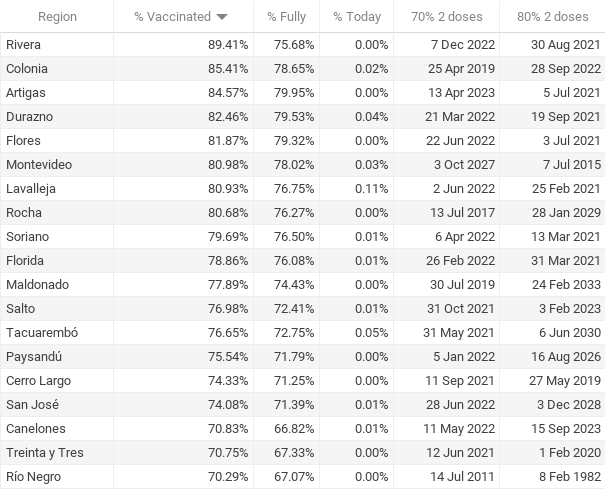 Region % Vaccinated % Fully % Today 70% 2 doses 80% 2 doses
Rivera 89.41% 75.68% 0.00% 7 Dec 2022 30 Aug 2021
Colonia 85.41% 78.65% 0.02% 25 Apr 2019 28 Sep 2022
Artigas 84.57% 79.95% 0.00% 13 Apr 2023 5 Jul 2021
Durazno 82.46% 79.53% 0.04% 21 Mar 2022 19 Sep 2021
Flores 81.87% 79.32% 0.00% 22 Jun 2022 3 Jul 2021
Montevideo 80.98% 78.02% 0.03% 3 Oct 2027 7 Jul 2015
Lavalleja 80.93% 76.75% 0.11% 2 Jun 2022 25 Feb 2021
Rocha 80.68% 76.27% 0.00% 13 Jul 2017 28 Jan 2029
Soriano 79.69% 76.50% 0.01% 6 Apr 2022 13 Mar 2021
Florida 78.86% 76.08% 0.01% 26 Feb 2022 31 Mar 2021
Maldonado 77.89% 74.43% 0.00% 30 Jul 2019 24 Feb 2033
Salto 76.98% 72.41% 0.01% 31 Oct 2021 3 Feb 2023
Tacuarembó 76.65% 72.75% 0.05% 31 May 2021 6 Jun 2030
Paysandú 75.54% 71.79% 0.00% 5 Jan 2022 16 Aug 2026
Cerro Largo 74.33% 71.25% 0.00% 11 Sep 2021 27 May 2019
San José 74.08% 71.39% 0.01% 28 Jun 2022 3 Dec 2028
Canelones 70.83% 66.82% 0.01% 11 May 2022 15 Sep 2023
Treinta y Tres 70.75% 67.33% 0.00% 12 Jun 2021 1 Feb 2020
Río Negro 70.29% 67.07% 0.00% 14 Jul 2011 8 Feb 1982